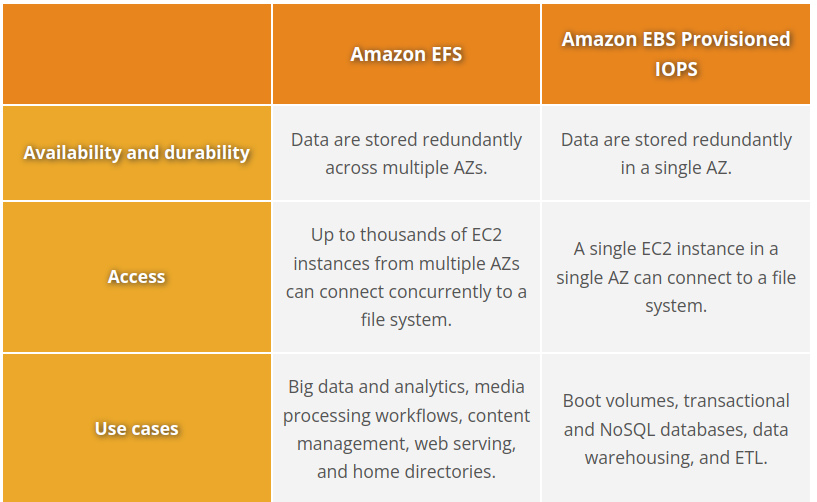 Amazon EFS
Amazon EBS Provisioned
IOPS
Availability and durability
Data are stored redundantly
across multiple AZs.
Data are stored redundantly
in a single AZ.
Access
Up to thousands of EC2
instances from multiple AZs
can connect concurrently to a
file system.
A single EC2 instance in a
single AZ can connect to a file
system.
Use cases
Big data and analytics, media
processing workflows, content
management, web serving,
and home directories.
Boot volumes, transactional
and NoSQL databases, data
warehousing, and ETL.